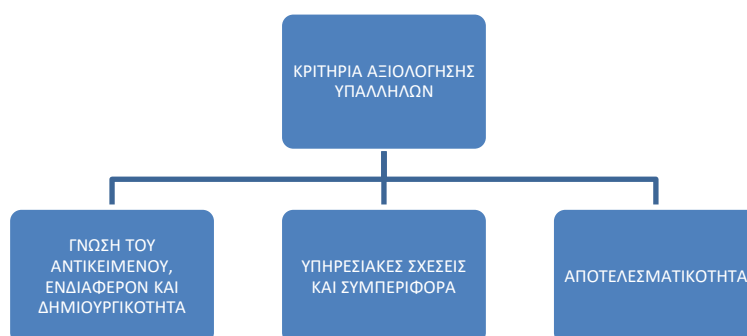 ΚΡΙΤΗΡΙΑ ΑΞΙΟΛΟΓΗΣΗΣ
ΥΠΑΛΛΗΛΩΝ
ΓΝΩΣΗ ΤΟΥ
ΑΝΤΙΚΕΙΜΕΝΟΥ,
ΕΝΔΙΑΦΕΡΟΝ ΚΑΙ
ΔΗΜΙΟΥΡΓΙΚΟΤΗΤΑ
ΥΠΗΡΕΣΙΑΚΕΣ ΣΧΕΣΕΙΣ
ΚΑΙ ΣΥΜΠΕΡΙΦΟΡΑ
ΑΠΟΤΕΛΕΣΜΑΤΙΚΟΤΗΤΑ